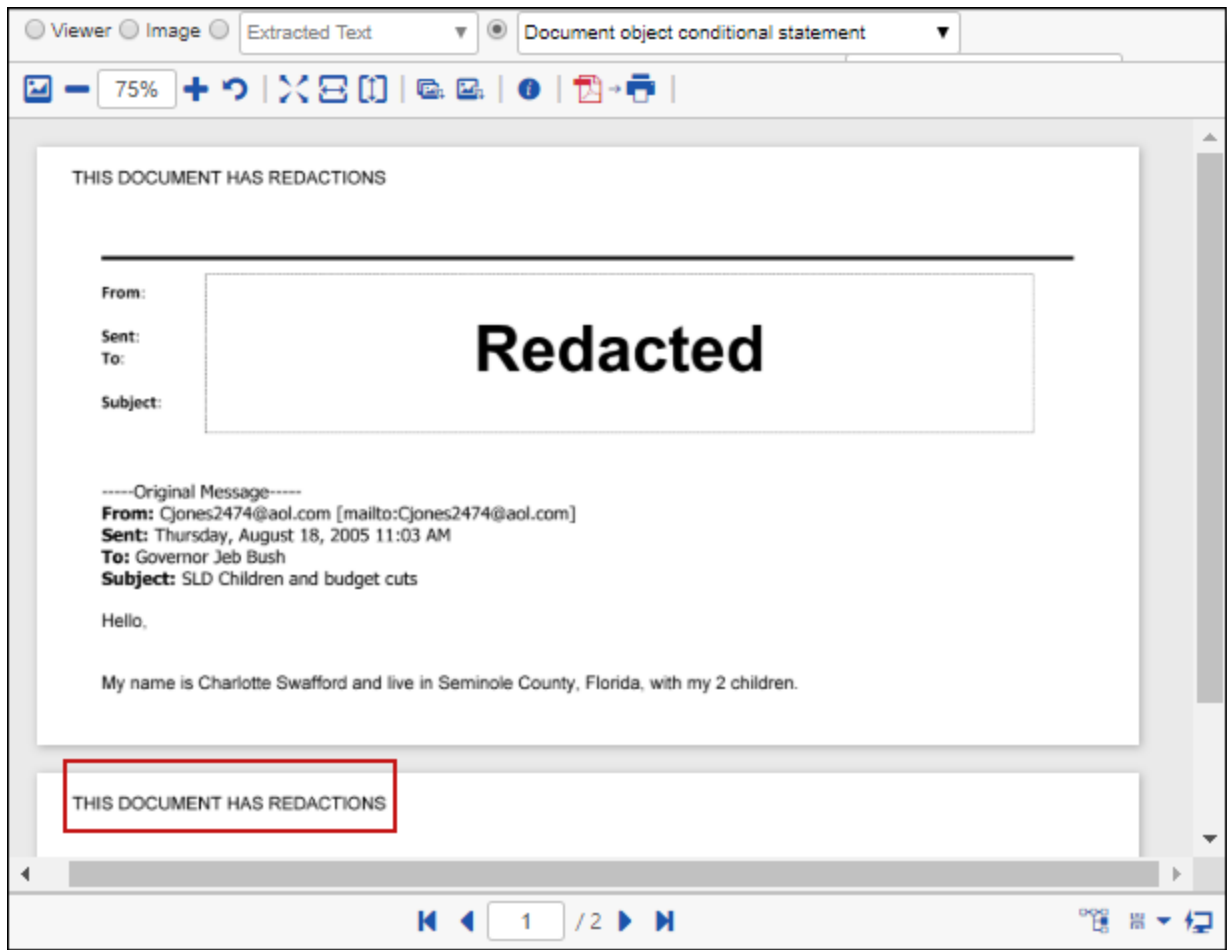 Viewer Image Extracted Text Document object conditional statement
75%
THIS DOCUMENT HAS REDACTIONS
From:
Sent:
To:
Subject:
Redacted
-----Original Message-----
From: Cjones2474@aol.com [mailto:Cjones2474@aol.com]
Sent: Thursday, August 18, 2005 11:03 AM
To: Governor Jeb Bush
Subject: SLD Children and budget cuts
Hello,
My name is Charlotte Swafford and live in Seminole County, Florida, with my 2 children.
THIS DOCUMENT HAS REDACTIONS
1 / 2